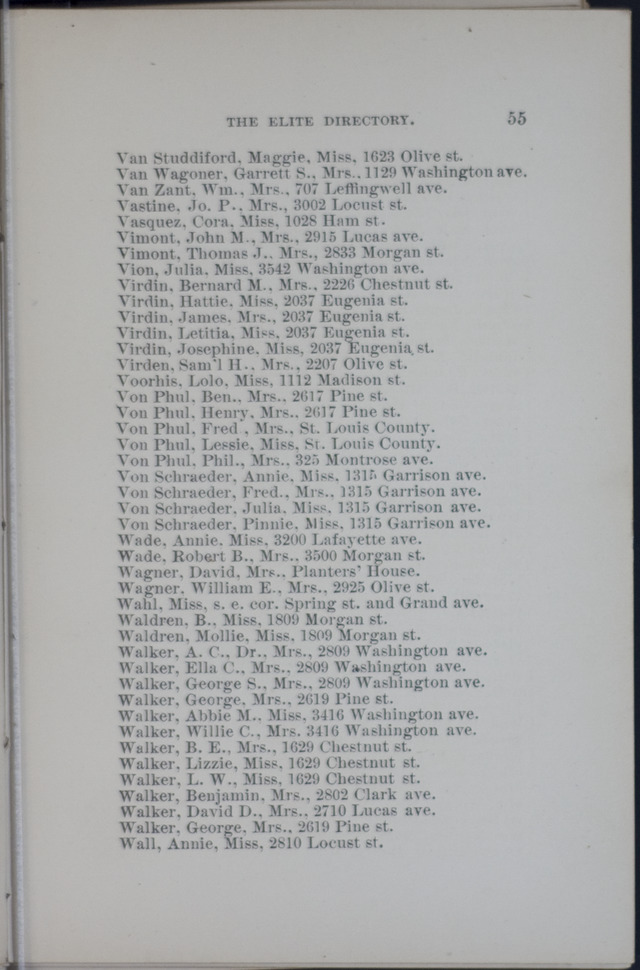 THE ELITE DIRECTORY. 55
Van Studdiford, Maggie, Miss, 1623 Olive st.
Van Wagoner, Garrett S., Mrs., 1129 Washington ave.
Van Zant, Wm., Mrs., 707 Leffingwell ave.
Vastine, Jo. P., Mrs., 3002 Locust st.
Vasquez, Cora, Miss, 1028 Ham st.
Vimont, John M., Mrs., 2915 Lucas ave.
Vimont, Thomas J., Mrs., 2833 Morgan st.
Vion, Julia, Miss, 3542 Washington ave.
Virdin, Bernard M., Mrs., 2226 Chestnut st.
Virdin, Hattie, Miss, 2037 Eugenia st.
Virdin, James, Mrs., 2037 Eugenia st.
Virdin, Letitia, Miss, 2037 Eugenia st.
Virdin, Josephine, Miss, 2037 Eugenia st.
Virden, Sam'l H., Mrs., 2207 Olive st.
Voorhis, Lolo, Miss, 1112 Madison st.
Von Phul, Ben., Mrs., 2617 Pine st.
Von Phul, Henry, Mrs., 2617 Pine st.
Von Phul, Fred., Mrs., St. Louis County.
Von Phul, Lessie, Miss, St. Louis County.
Von Phul, Phil., Mrs., 325 Montrose ave.
Von Schraeder, Annie, Miss, 1315 Garrison ave.
Von Schraeder, Fred., Mrs., 1315 Garrison ave.
Von Schraeder, Julia, Miss, 1315 Garrison ave.
Von Schraeder, Pinnie, Miss, 1315 Garrison ave.
Wade, Annie, Miss, 3200 Lafayette ave.
Wade, Robert B., Mrs., 3500 Morgan st.
Wagner, David, Mrs., Planters' House.
Wagner, William E., Mrs., 2925 Olive st.
Wahl, Miss, s. e. cor. Spring st. and Grand ave.
Waldren, B., Miss, 1809 Morgan st.
Waldren, Mollie, Miss, 1809 Morgan st.
Walker, A. C., Dr., Mrs., 2809 Washington ave.
Walker, Ella C., Mrs., 2809 Washington ave.
Walker, George S., Mrs., 2809 Washington ave.
Walker, George, Mrs., 2619 Pine st.
Walker, Abbie M., Miss, 3416 Washington ave.
Walker, Willie C., Mrs. 3416 Washington ave.
Walker, B. E., Mrs., 1629 Chestnut st.
Walker, Lizzie, Miss, 1629 Chestnut st.
Walker, L. W., Miss, 1629 Chestnut st.
Walker, Benjamin, Mrs., 2802 Clark ave.
Walker, David D., Mrs., 2710 Lucas ave.
Walker, George, Mrs., 2619 Pine st.
Wall, Annie, Miss, 2810 Locust st.